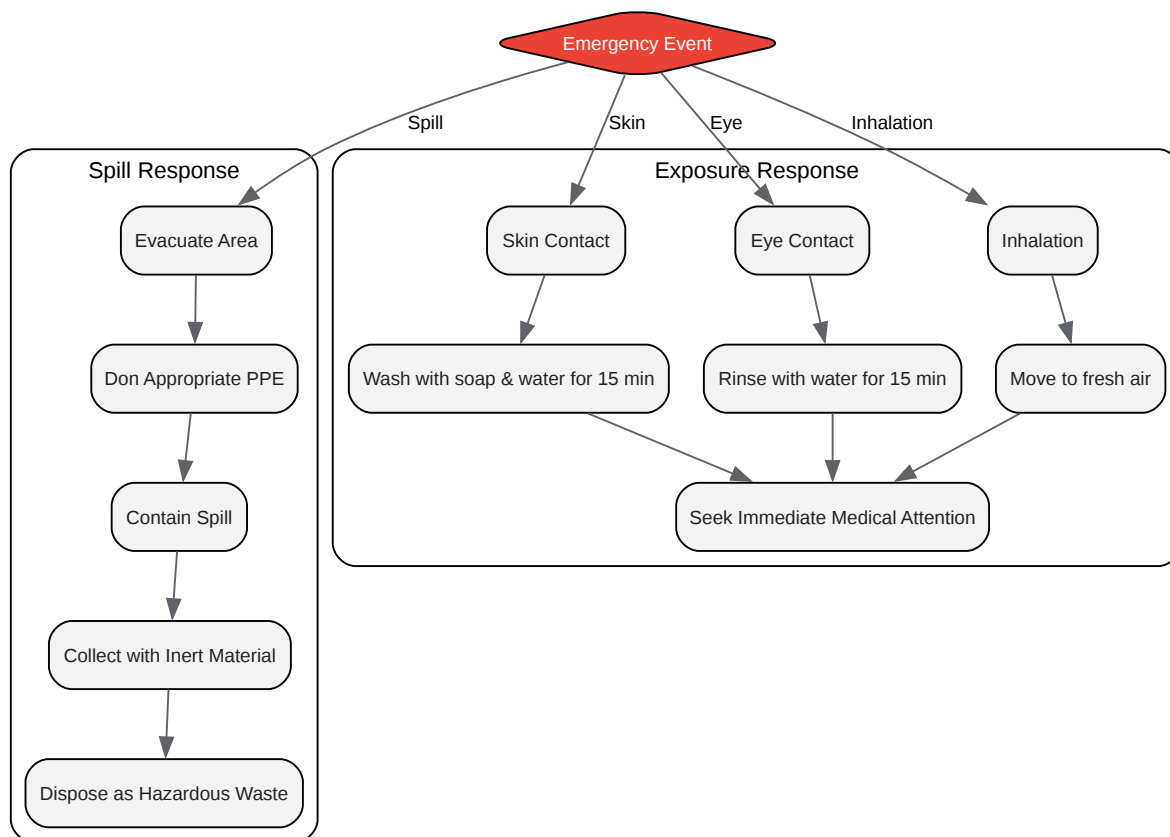 Emergency Event
Spill
Skin
Eye
Inhalation
Spill Response
Exposure Response
Evacuate Area
Skin Contact
Eye Contact
Inhalation
Don Appropriate PPE
Wash with soap & water for 15 min
Rinse with water for 15 min
Move to fresh air
Contain Spill
Seek Immediate Medical Attention
Collect with Inert Material
Dispose as Hazardous Waste